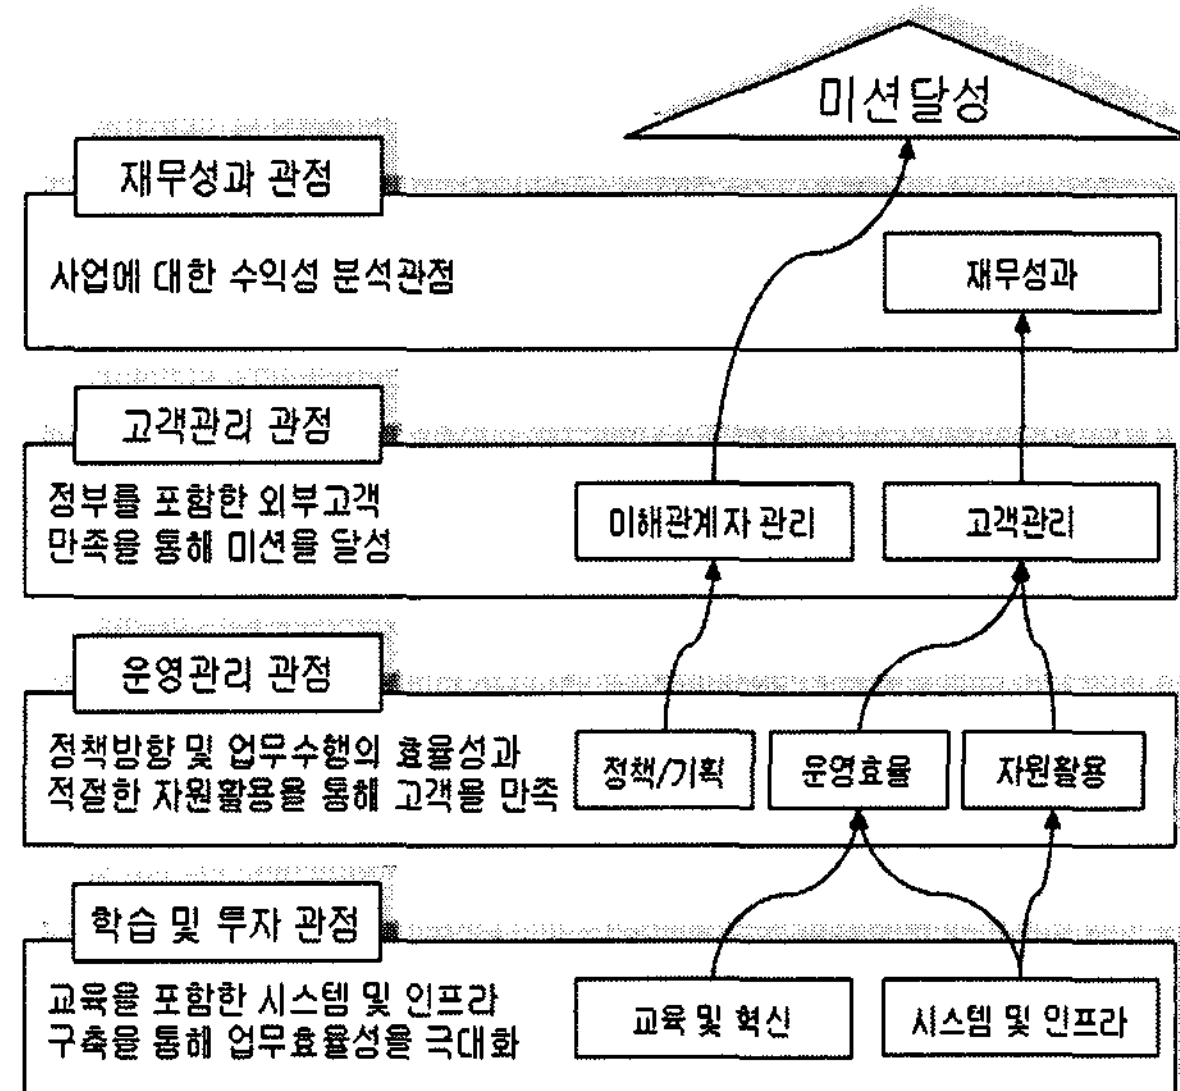 미션달성
재무성과 관점
사업에 대한 수익성 분석관점
재무성과
고객관리 관점
정부를 포함한 외부고객
만족을 통해 미션을 달성
이해관계자 관리
고객관리
운영관리 관점
정책방향 및 업무수행의 효율성과
적절한 자원활용을 통해 고객을 만족
정책/기획
운영효율
자원활용
학습 및 투자 관점
교육을 포함한 시스템 및 인프라
구축을 통해 업무효율성을 극대화
교육 및 혁신
시스템 및 인프라